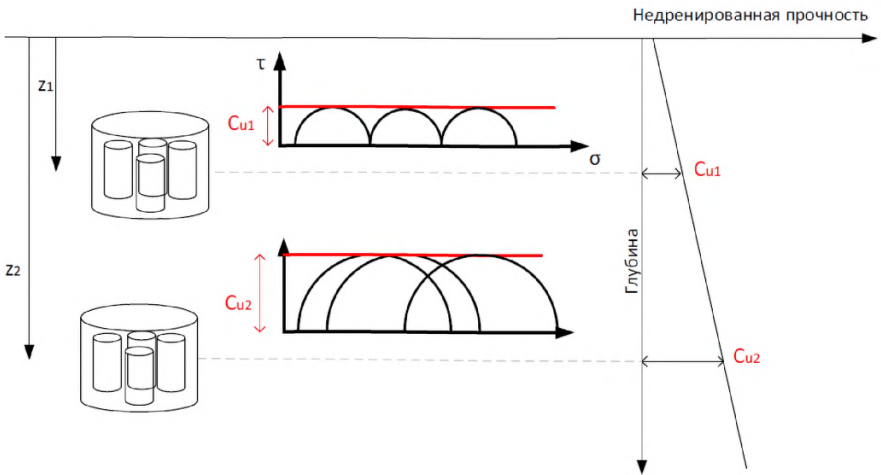 Недренированная прочность
z1
τ
Cu1
σ
Cu1
z2
Глубина
Cu2
Cu2